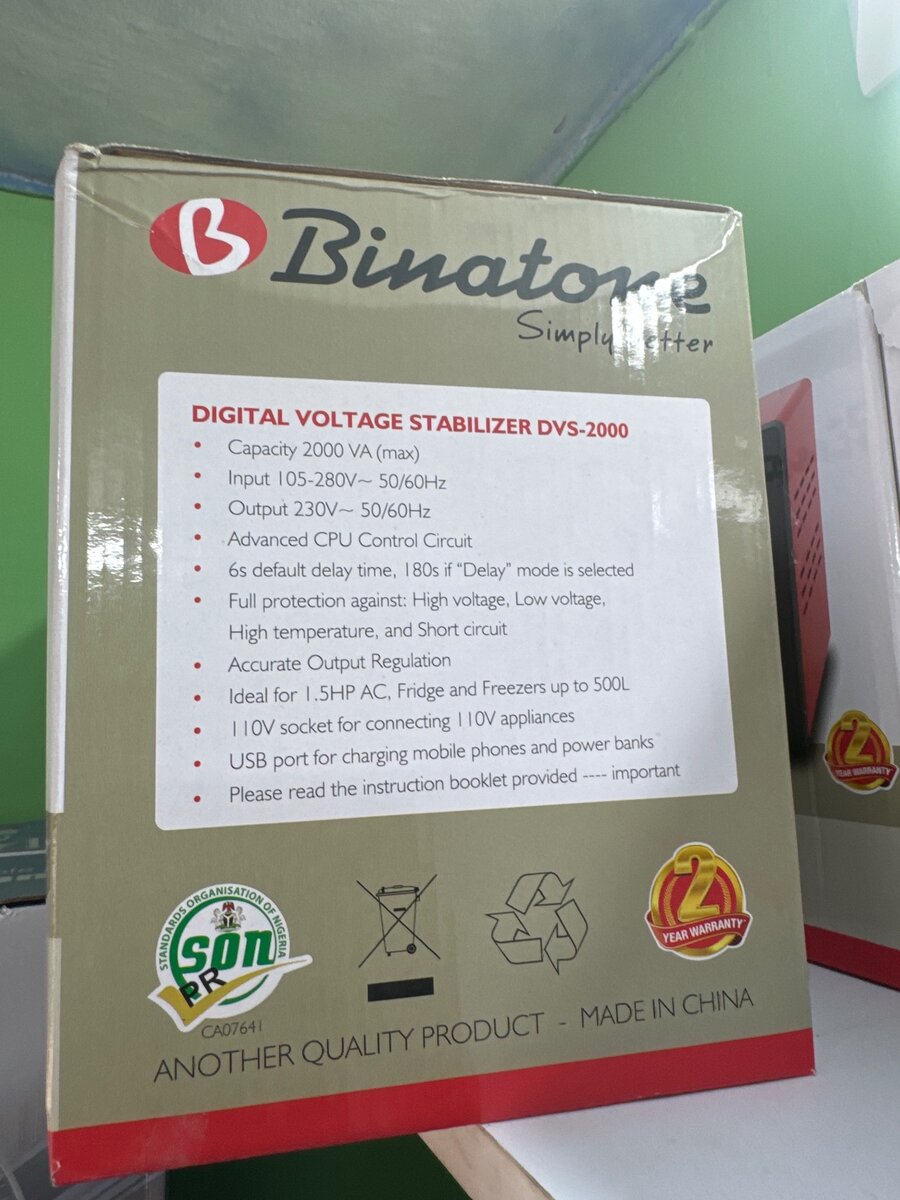 B Binatone
Simply Better
DIGITAL VOLTAGE STABILIZER DVS-2000
• Capacity 2000 VA (max)
• Input 105-280V~ 50/60Hz
• Output 230V~ 50/60Hz
• Advanced CPU Control Circuit
• 6s default delay time, 180s if “Delay” mode is selected
• Full protection against: High voltage, Low voltage,
High temperature, and Short circuit
• Accurate Output Regulation
• Ideal for 1.5HP AC, Fridge and Freezers up to 500L
• 110V socket for connecting 110V appliances
• USB port for charging mobile phones and power banks
• Please read the instruction booklet provided ---- important
STANDARDS ORGANISATION OF NIGERIA
SON
PR
CA07641
2
YEAR WARRANTY
2
YEAR WARRANTY
ANOTHER QUALITY PRODUCT - MADE IN CHINA